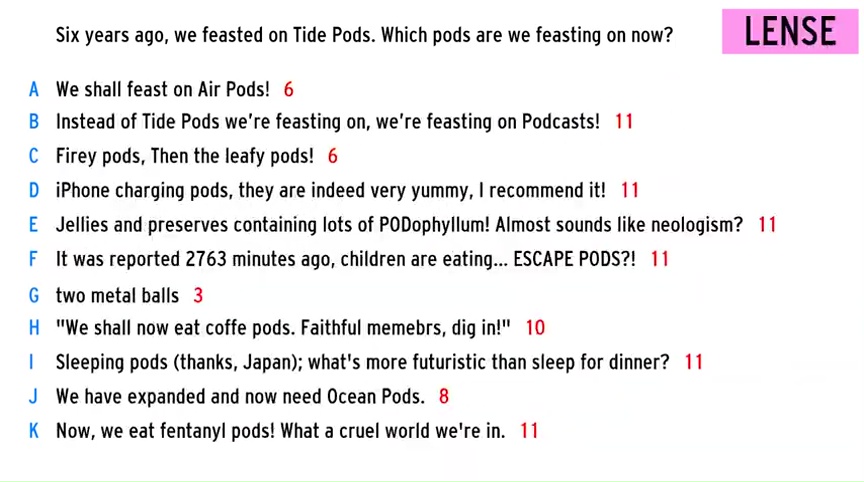 Six years ago, we feasted on Tide Pods. Which pods are we feasting on now?
LENSE
A We shall feast on Air Pods! 6
B Instead of Tide Pods we're feasting on, we're feasting on Podcasts! 11
C Firey pods, Then the leafy pods! 6
D iPhone charging pods, they are indeed very yummy, I recommend it! 11
E Jellies and preserves containing lots of PODophyllum! Almost sounds like neologism? 11
F It was reported 2763 minutes ago, children are eating... ESCAPE PODS?! 11
G two metal balls 3
H "We shall now eat coffe pods. Faithful memebrs, dig in!" 10
I Sleeping pods (thanks, Japan); what's more futuristic than sleep for dinner? 11
J We have expanded and now need Ocean Pods. 8
K Now, we eat fentanyl pods! What a cruel world we're in. 11